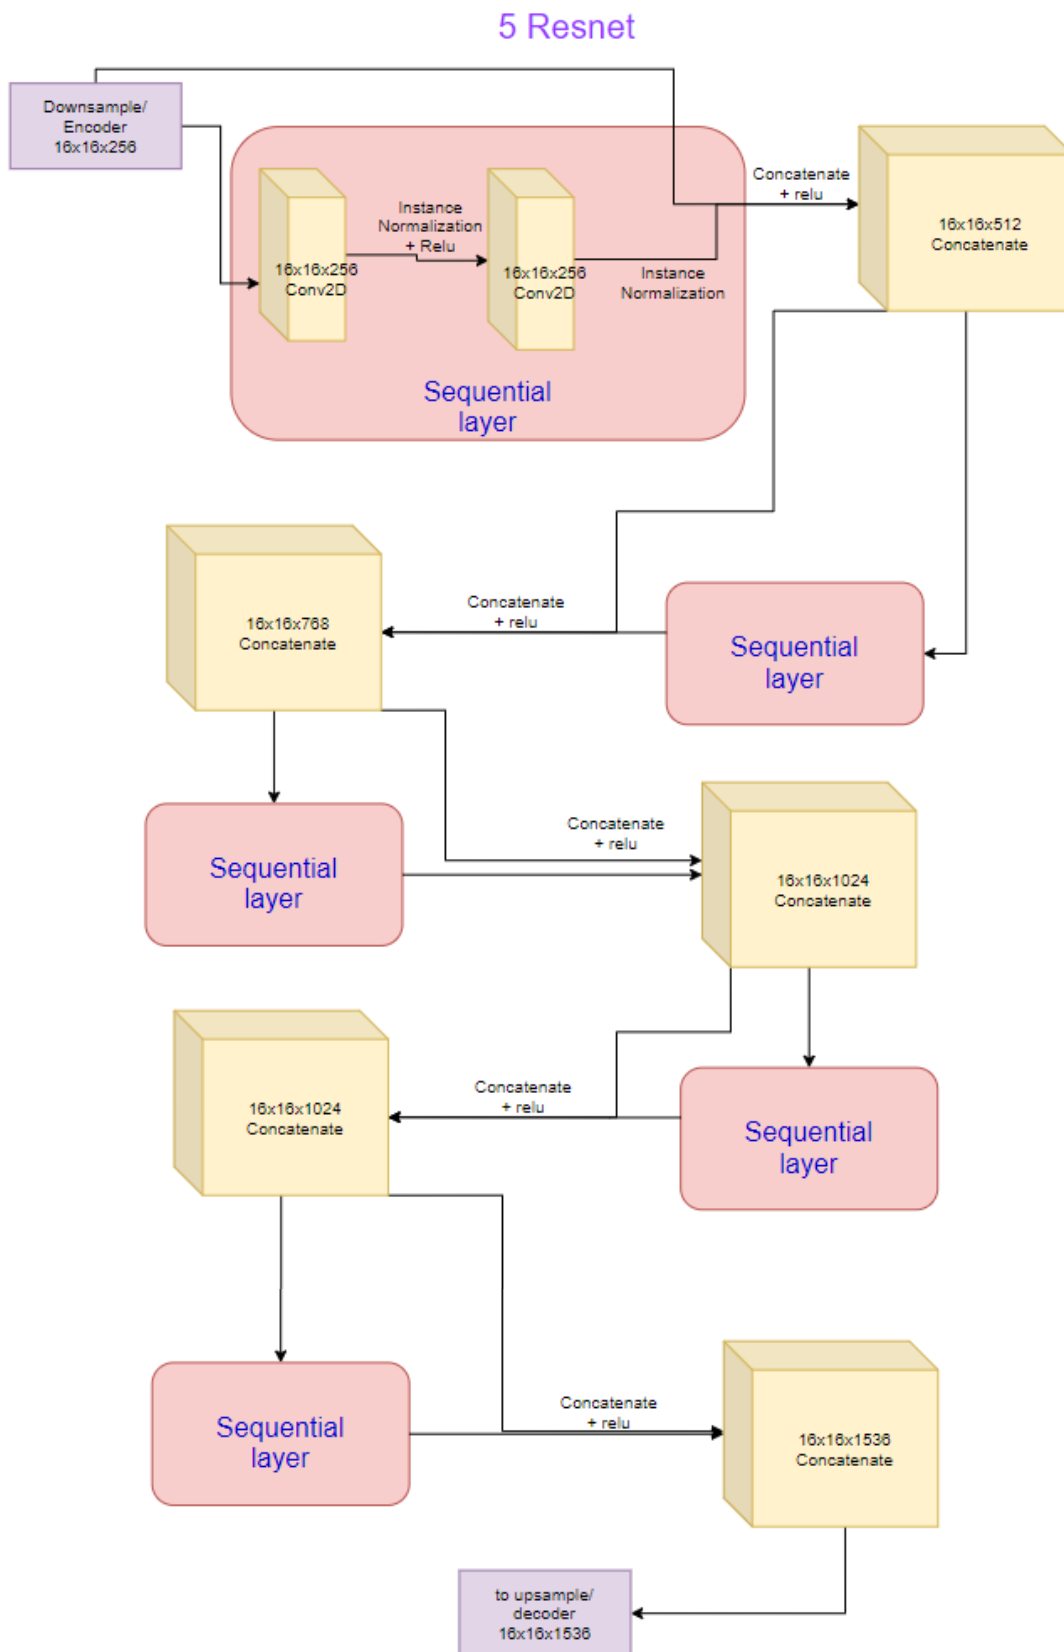 5 Resnet
Downsample/
Encoder
16x16x256
Instance
Normalization
+ Relu
16x16x256
Conv2D
16x16x256
Conv2D
Instance
Normalization
Sequential
layer
Concatenate
+ relu
16x16x512
Concatenate
16x16x768
Concatenate
Concatenate
+ relu
Sequential
layer
Sequential
layer
Concatenate
+ relu
16x16x1024
Concatenate
16x16x1024
Concatenate
Concatenate
+ relu
Sequential
layer
Sequential
layer
Concatenate
+ relu
16x16x1536
Concatenate
to upsample/
decoder
16x16x1536